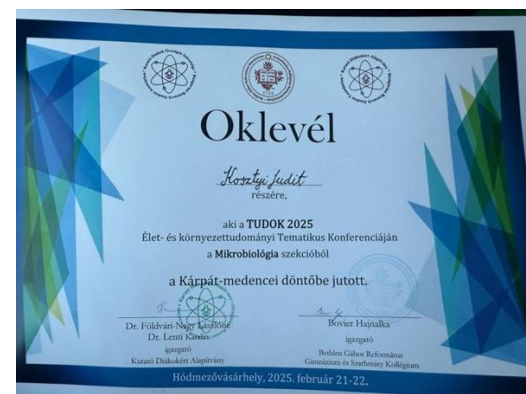 Oklevél
Kosztyi Judit
részére,
aki a TUDOK 2025
Élet- és környezettudományi Tematikus Konferenciáján
a Mikrobiológia szekcióból
a Kárpát-medencei döntőbe jutott.
Dr. Földvári-Nagy Lászlóné
Dr. Lenti Katalin
igazgató
Kutató Diákokért Alapítvány
Bovier Hajnalka
igazgató
Bethlen Gábor Református
Gimnázium és Szathmáry Kollégium
Hódmezővásárhely, 2025. február 21-22.